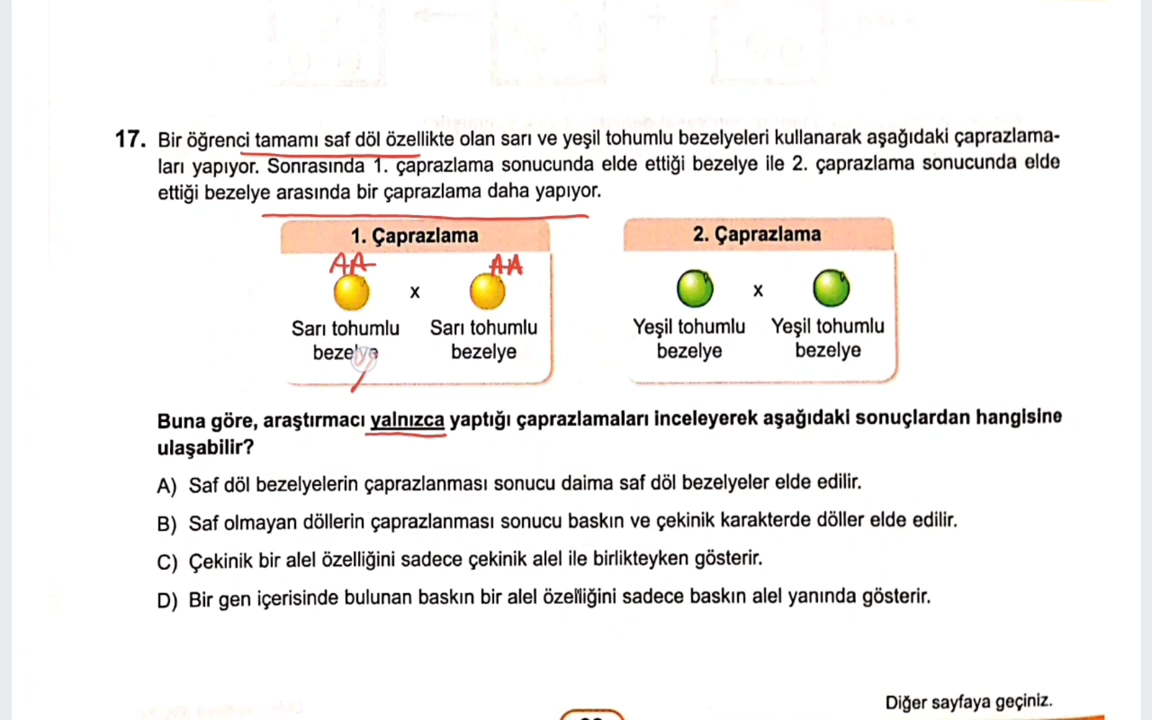 17. Bir öğrenci tamamı saf döl özellikte olan sarı ve yeşil tohumlu bezelyeleri kullanarak aşağıdaki çaprazlama-
ları yapıyor. Sonrasında 1. çaprazlama sonucunda elde ettiği bezelye ile 2. çaprazlama sonucunda elde
ettiği bezelye arasında bir çaprazlama daha yapıyor.
1. Çaprazlama
AA AA
x
Sarı tohumlu Sarı tohumlu
bezelye bezelye
2. Çaprazlama
x
Yeşil tohumlu Yeşil tohumlu
bezelye bezelye
Buna göre, araştırmacı yalnızca yaptığı çaprazlamaları inceleyerek aşağıdaki sonuçlardan hangisine
ulaşabilir?
A) Saf döl bezelyelerin çaprazlanması sonucu daima saf döl bezelyeler elde edilir.
B) Saf olmayan döllerin çaprazlanması sonucu baskın ve çekinik karakterde döller elde edilir.
C) Çekinik bir alel özelliğini sadece çekinik alel ile birlikteyken gösterir.
D) Bir gen içerisinde bulunan baskın bir alel özelliğini sadece baskın alel yanında gösterir.
Diğer sayfaya geçiniz.